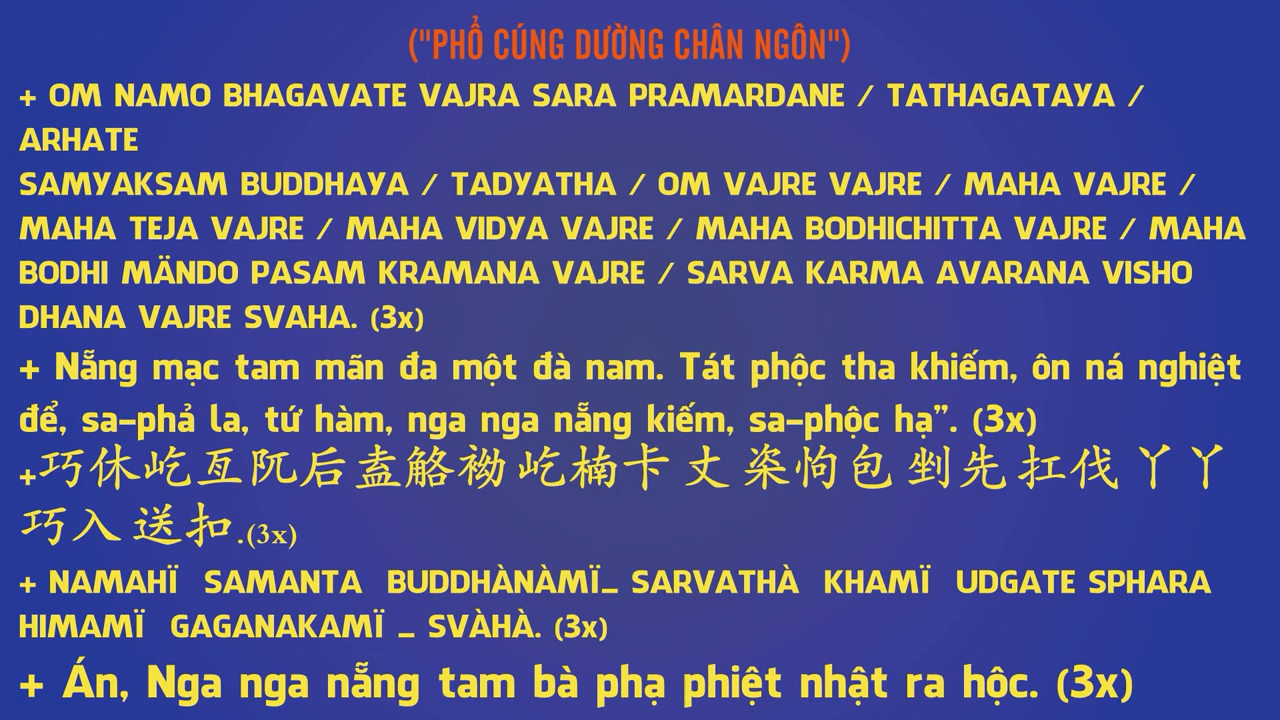 ("PHỔ CÚNG DƯỜNG CHÂN NGÔN")
+ OM NAMO BHAGAVATE VAJRA SARA PRAMARDANE / TATHAGATAYA /
ARHATE
SAMYAKSAM BUDDHAYA / TADYATHA / OM VAJRE VAJRE / MAHA VAJRE /
MAHA TEJA VAJRE / MAHA VIDYA VAJRE / MAHA BODHICHITTA VAJRE / MAHA
BODHI MÄNDO PASAM KRAMANA VAJRE / SARVA KARMA AVARANA VISHO
DHANA VAJRE SVAHA. (3x)
+ Nẵng mạc tam mãn đa một đà nam. Tát phộc tha khiếm, ôn ná nghiệt
để, sa-phả la, tứ hàm, nga nga nẵng kiếm, sa-phộc hạ”. (3x)
+巧休屹亙阢后盍觡袎屹楠卡丈楶怐包剉先扛伐丫丫
巧入送扣.(3x)
+ NAMAHÏ SAMANTA BUDDHÀNÀMÏ_ SARVATHÀ KHAMÏ UDGATE SPHARA
HIMAMÏ GAGANAKAMÏ _ SVÀHÀ. (3x)
+ Án, Nga nga nẵng tam bà phạ phiệt nhật ra hộc. (3x)